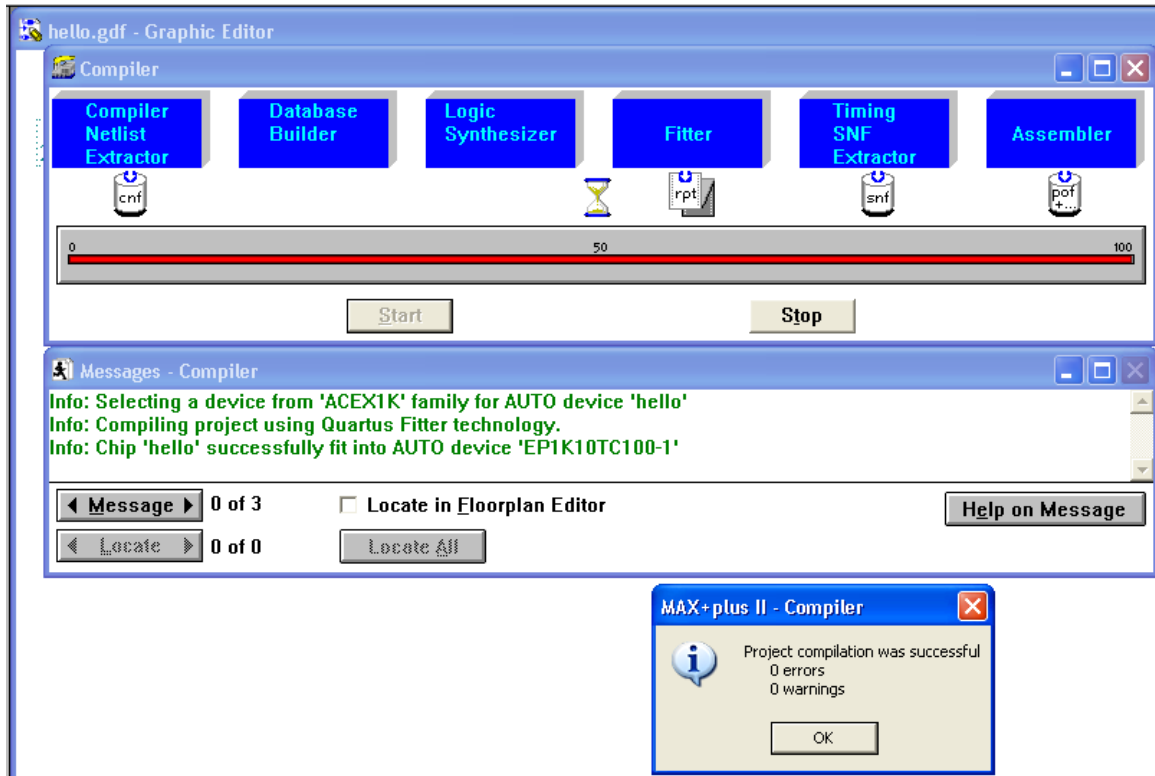 hello.gdf - Graphic Editor
Compiler
Compiler
Netlist
Extractor
Database
Builder
Logic
Synthesizer
Fitter
Timing
SNF
Extractor
Assembler
cnf
rpt
snf
pof
+...
0 50 100
Start Stop
Messages - Compiler
Info: Selecting a device from 'ACEX1K' family for AUTO device 'hello'
Info: Compiling project using Quartus Fitter technology.
Info: Chip 'hello' successfully fit into AUTO device 'EP1K10TC100-1'
Message 0 of 3 Locate in Floorplan Editor Help on Message
Locate 0 of 0 Locate All
MAX+plus II - Compiler
Project compilation was successful
0 errors
0 warnings
OK